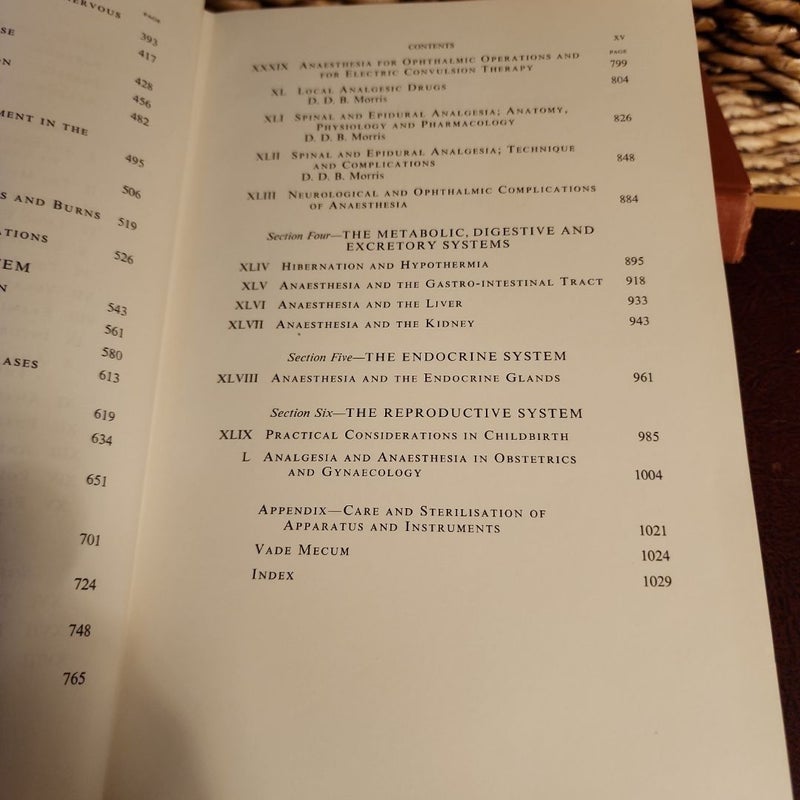 ERVOUS
PAGE
SE
393
417
N
428
456
482
MENT IN THE
495
506
S AND BURNS
519
TIONS
526
EM
N
543
561
580
ASES
613
619
634
651
701
724
748
765
CONTENTS XV
PAGE
XXXIX ANAESTHESIA FOR OPHTHALMIC OPERATIONS AND
FOR ELECTRIC CONVULSION THERAPY 799
XL LOCAL ANALGESIC DRUGS 804
D. D. B. Morris
XLI SPINAL AND EPIDURAL ANALGESIA; ANATOMY,
PHYSIOLOGY AND PHARMACOLOGY 826
D. D. B. Morris
XLII SPINAL AND EPIDURAL ANALGESIA; TECHNIQUE
AND COMPLICATIONS 848
D. D. B. Morris
XLIII NEUROLOGICAL AND OPHTHALMIC COMPLICATIONS
OF ANAESTHESIA 884
Section Four—THE METABOLIC, DIGESTIVE AND
EXCRETORY SYSTEMS
XLIV HIBERNATION AND HYPOTHERMIA 895
XLV ANAESTHESIA AND THE GASTRO-INTESTINAL TRACT 918
XLVI ANAESTHESIA AND THE LIVER 933
XLVII ANAESTHESIA AND THE KIDNEY 943
Section Five—THE ENDOCRINE SYSTEM
XLVIII ANAESTHESIA AND THE ENDOCRINE GLANDS 961
Section Six—THE REPRODUCTIVE SYSTEM
XLIX PRACTICAL CONSIDERATIONS IN CHILDBIRTH 985
L ANALGESIA AND ANAESTHESIA IN OBSTETRICS
AND GYNAECOLOGY 1004
APPENDIX—CARE AND STERILISATION OF
APPARATUS AND INSTRUMENTS 1021
VADE MECUM 1024
INDEX 1029